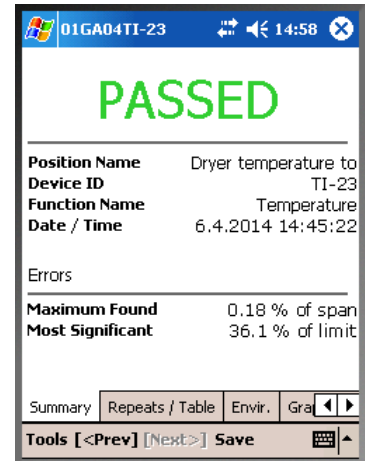 01GA04TI-23 14:58
PASSED
Position Name Dryer temperature to
Device ID TI-23
Function Name Temperature
Date / Time 6.4.2014 14:45:22
Errors
Maximum Found 0.18 % of span
Most Significant 36.1 % of limit
Summary Repeats / Table Envir. Gra
Tools [<Prev] [Next>] Save